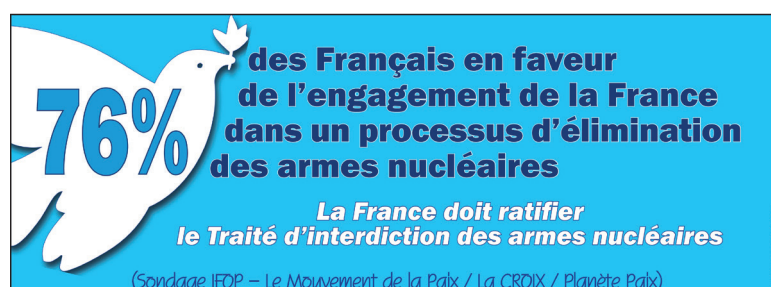 76%
des Français en faveur
de l’engagement de la France
dans un processus d’élimination
des armes nucléaires
La France doit ratifier
le Traité d’interdiction des armes nucléaires
(Sondage IFOP – Le Mouvement de la Paix / La CROIX / Planète Paix)